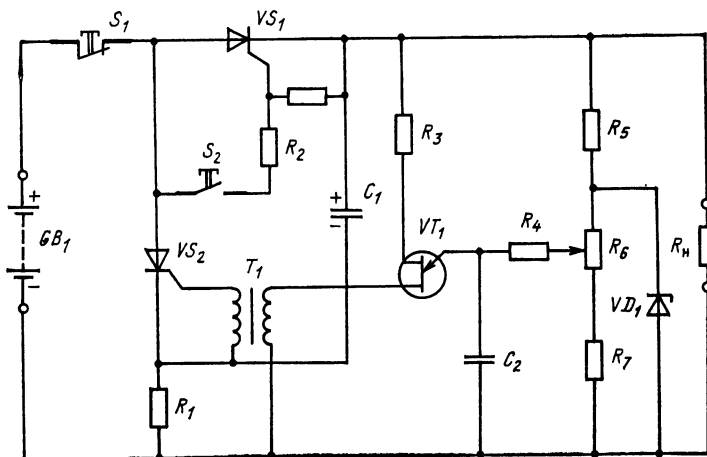 S1
VS1
S2
R2
C1
+
-
R3
VT1
R4
R5
R6
Rн
+
GB1
-
VS2
T1
VD1
R1
C2
R7